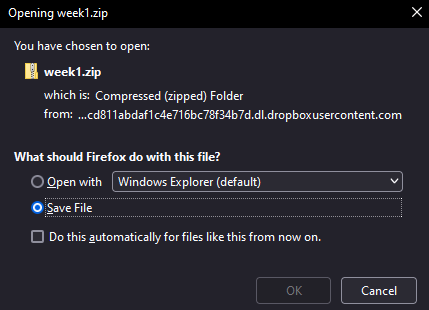 Opening week1.zip
You have chosen to open:
week1.zip
which is: Compressed (zipped) Folder
from: ...cd811abdaf1c4e716bc78f34b7d.dl.dropboxusercontent.com
What should Firefox do with this file?
Open with Windows Explorer (default)
Save File
Do this automatically for files like this from now on.
OK Cancel